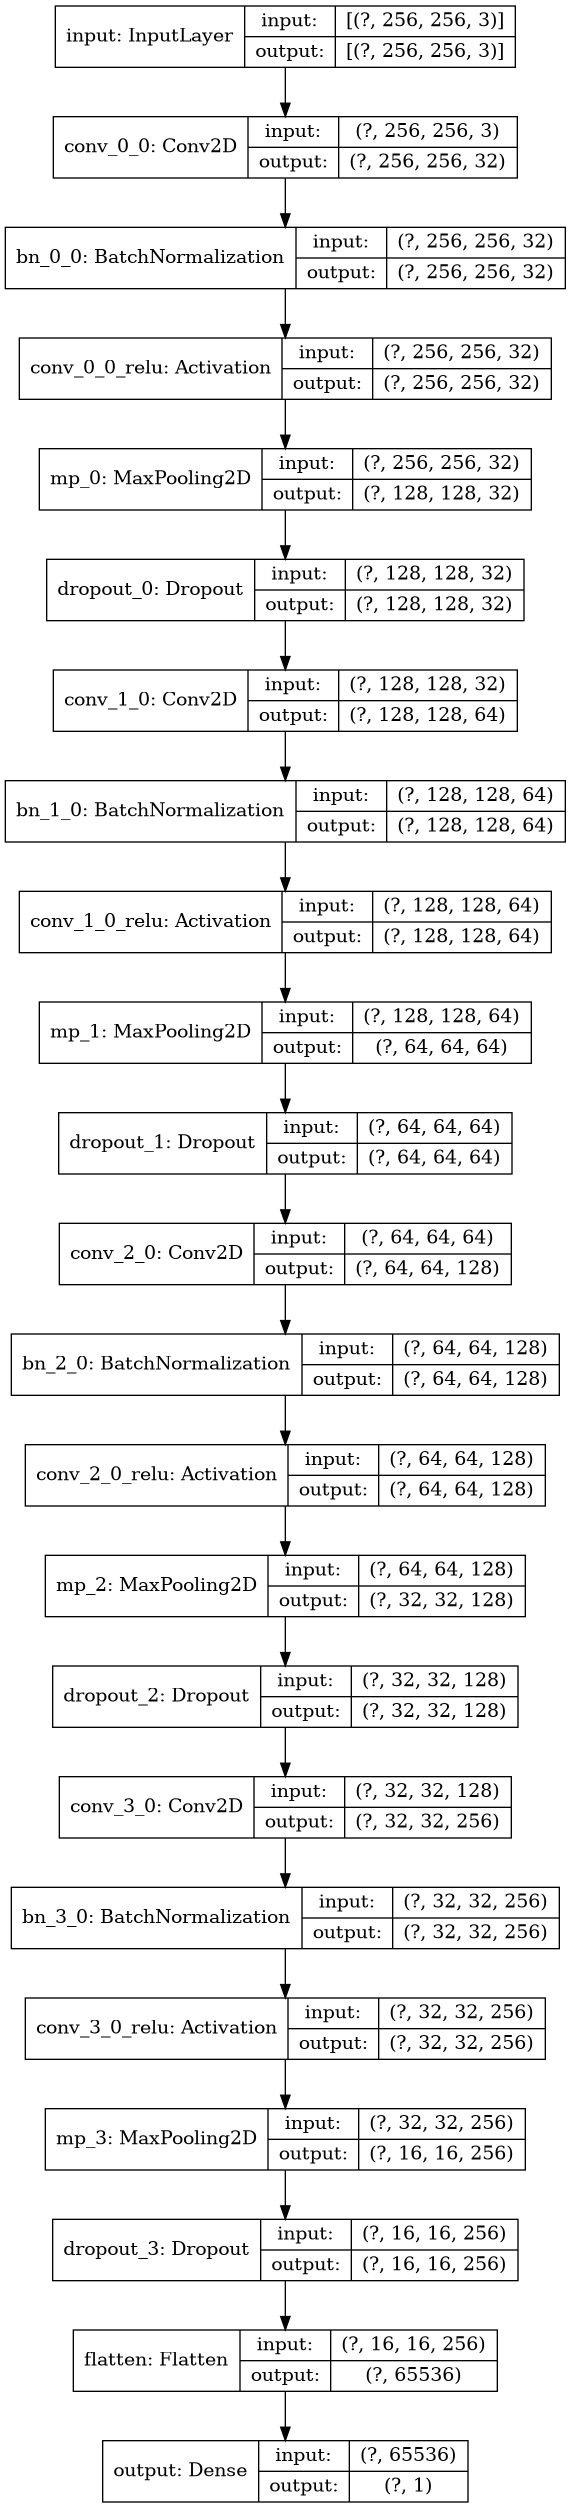 input: InputLayer
input: [(?, 256, 256, 3)]
output: [(?, 256, 256, 3)]
conv_0_0: Conv2D
input: (?, 256, 256, 3)
output: (?, 256, 256, 32)
bn_0_0: BatchNormalization
input: (?, 256, 256, 32)
output: (?, 256, 256, 32)
conv_0_0_relu: Activation
input: (?, 256, 256, 32)
output: (?, 256, 256, 32)
mp_0: MaxPooling2D
input: (?, 256, 256, 32)
output: (?, 128, 128, 32)
dropout_0: Dropout
input: (?, 128, 128, 32)
output: (?, 128, 128, 32)
conv_1_0: Conv2D
input: (?, 128, 128, 32)
output: (?, 128, 128, 64)
bn_1_0: BatchNormalization
input: (?, 128, 128, 64)
output: (?, 128, 128, 64)
conv_1_0_relu: Activation
input: (?, 128, 128, 64)
output: (?, 128, 128, 64)
mp_1: MaxPooling2D
input: (?, 128, 128, 64)
output: (?, 64, 64, 64)
dropout_1: Dropout
input: (?, 64, 64, 64)
output: (?, 64, 64, 64)
conv_2_0: Conv2D
input: (?, 64, 64, 64)
output: (?, 64, 64, 128)
bn_2_0: BatchNormalization
input: (?, 64, 64, 128)
output: (?, 64, 64, 128)
conv_2_0_relu: Activation
input: (?, 64, 64, 128)
output: (?, 64, 64, 128)
mp_2: MaxPooling2D
input: (?, 64, 64, 128)
output: (?, 32, 32, 128)
dropout_2: Dropout
input: (?, 32, 32, 128)
output: (?, 32, 32, 128)
conv_3_0: Conv2D
input: (?, 32, 32, 128)
output: (?, 32, 32, 256)
bn_3_0: BatchNormalization
input: (?, 32, 32, 256)
output: (?, 32, 32, 256)
conv_3_0_relu: Activation
input: (?, 32, 32, 256)
output: (?, 32, 32, 256)
mp_3: MaxPooling2D
input: (?, 32, 32, 256)
output: (?, 16, 16, 256)
dropout_3: Dropout
input: (?, 16, 16, 256)
output: (?, 16, 16, 256)
flatten: Flatten
input: (?, 16, 16, 256)
output: (?, 65536)
output: Dense
input: (?, 65536)
output: (?, 1)